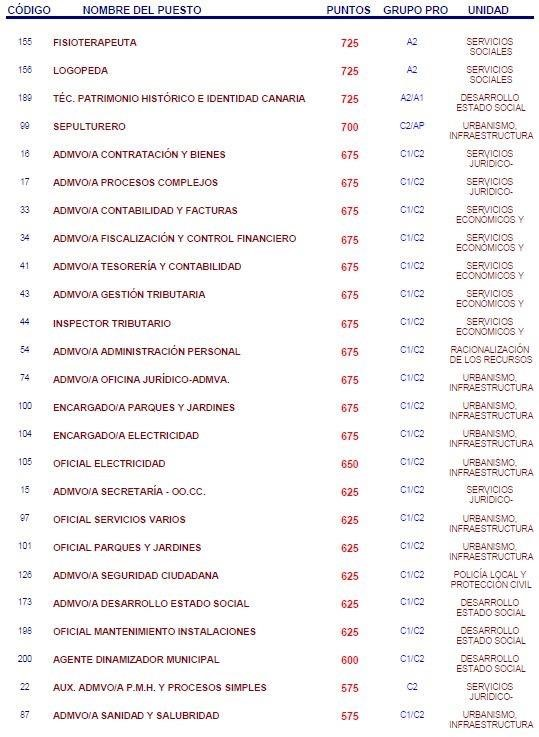 CÓDIGO NOMBRE DEL PUESTO PUNTOS GRUPO PRO UNIDAD
155 FISIOTERAPEUTA 725 A2 SERVICIOS SOCIALES
156 LOGOPEDA 725 A2 SERVICIOS SOCIALES
189 TÉC. PATRIMONIO HISTÓRICO E IDENTIDAD CANARIA 725 A2/A1 DESARROLLO ESTADO SOCIAL
99 SEPULTURERO 700 C2/AP URBANISMO, INFRAESTRUCTURA
16 ADMVO/A CONTRATACIÓN Y BIENES 675 C1/C2 SERVICIOS JURIDICO-
17 ADMVO/A PROCESOS COMPLEJOS 675 C1/C2 SERVICIOS JURIDICO-
33 ADMVO/A CONTABILIDAD Y FACTURAS 675 C1/C2 SERVICIOS ECONÓMICOS Y
34 ADMVO/A FISCALIZACIÓN Y CONTROL FINANCIERO 675 C1/C2 SERVICIOS ECONÓMICOS Y
41 ADMVO/A TESORERÍA Y CONTABILIDAD 675 C1/C2 SERVICIOS ECONÓMICOS Y
43 ADMVO/A GESTIÓN TRIBUTARIA 675 C1/C2 SERVICIOS ECONÓMICOS Y
44 INSPECTOR TRIBUTARIO 675 C1/C2 SERVICIOS ECONÓMICOS Y
54 ADMVO/A ADMINISTRACIÓN PERSONAL 675 C1/C2 RACIONALIZACIÓN DE LOS RECURSOS
74 ADMVO/A OFICINA JURÍDICO-ADMVA. 675 C1/C2 URBANISMO, INFRAESTRUCTURA
100 ENCARGADO/A PARQUES Y JARDINES 675 C1/C2 URBANISMO, INFRAESTRUCTURA
104 ENCARGADO/A ELECTRICIDAD 675 C1/C2 URBANISMO, INFRAESTRUCTURA
105 OFICIAL ELECTRICIDAD 650 C1/C2 URBANISMO, INFRAESTRUCTURA
15 ADMVO/A SECRETARÍA - OO.CC. 625 C1/C2 SERVICIOS JURIDICO-
97 OFICIAL SERVICIOS VARIOS 625 C1/C2 URBANISMO, INFRAESTRUCTURA
101 OFICIAL PARQUES Y JARDINES 625 C1/C2 URBANISMO, INFRAESTRUCTURA
126 ADMVO/A SEGURIDAD CIUDADANA 625 C1/C2 POLICÍA LOCAL Y PROTECCIÓN CIVIL
173 ADMVO/A DESARROLLO ESTADO SOCIAL 625 C1/C2 DESARROLLO ESTADO SOCIAL
198 OFICIAL MANTENIMIENTO INSTALACIONES 625 C1/C2 DESARROLLO ESTADO SOCIAL
200 AGENTE DINAMIZADOR MUNICIPAL 600 C1/C2 DESARROLLO ESTADO SOCIAL
22 AUX. ADMVO/A P.M.H. Y PROCESOS SIMPLES 575 C2 SERVICIOS JURIDICO-
87 ADMVO/A SANIDAD Y SALUBRIDAD 575 C1/C2 URBANISMO, INFRAESTRUCTURA